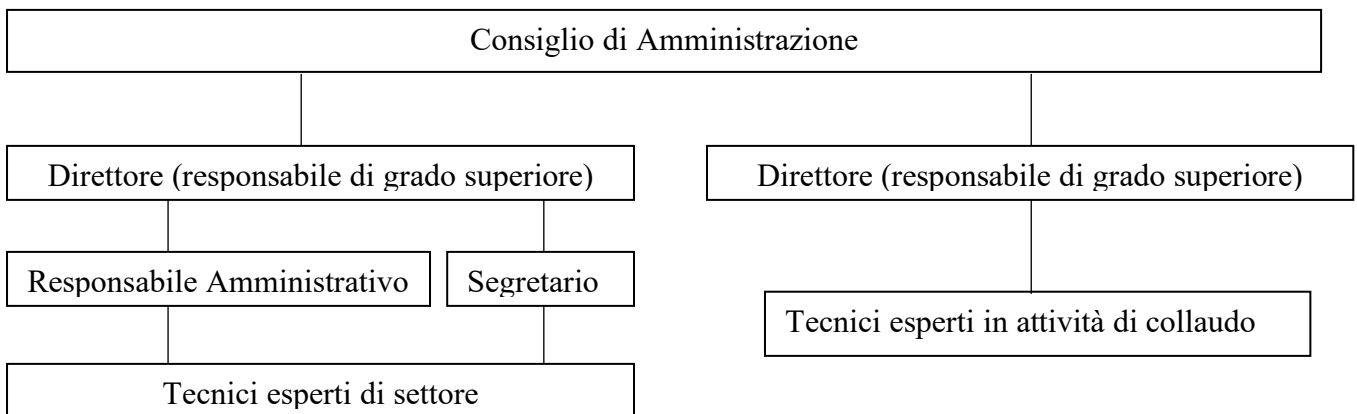 Consiglio di Amministrazione
Direttore (responsabile di grado superiore)
Direttore (responsabile di grado superiore)
Responsabile Amministrativo
Segretario
Tecnici esperti in attività di collaudo
Tecnici esperti di settore